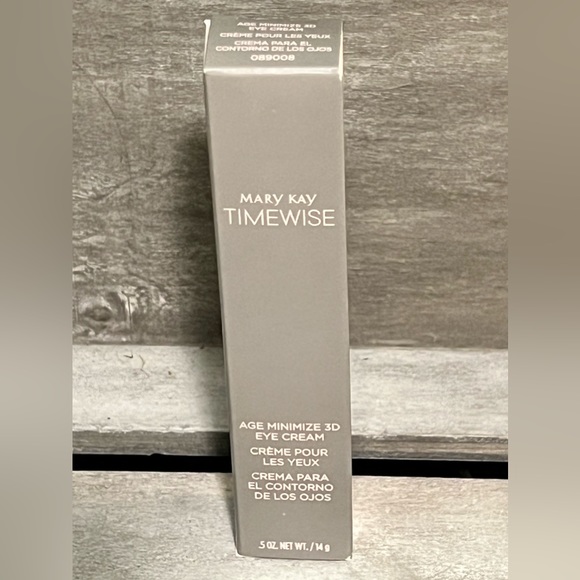 AGE MINIMIZE 3D
EYE CREAM
CRÈME POUR LES YEUX
CREMA PARA EL
CONTORNO DE LOS OJOS
089008
MARY KAY
TIMEWISE
AGE MINIMIZE 3D
EYE CREAM
CRÈME POUR
LES YEUX
CREMA PARA
EL CONTORNO
DE LOS OJOS
.5 OZ. NET WT. / 14 g